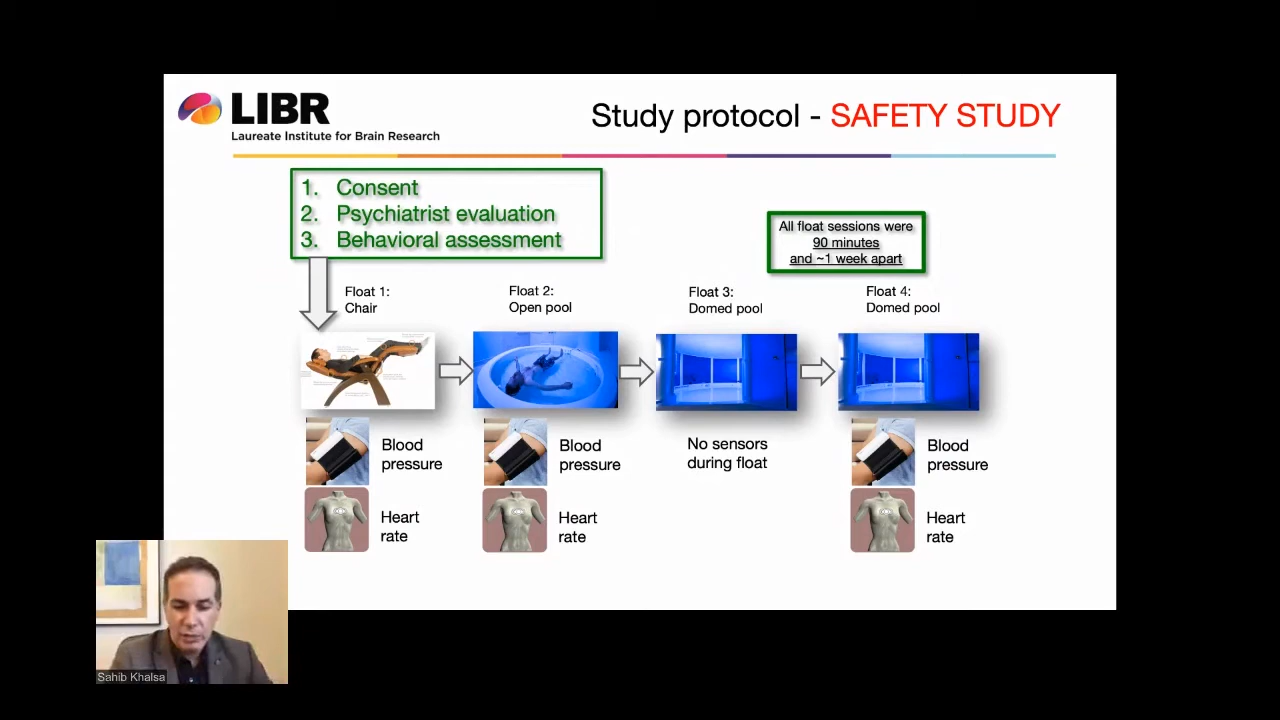 LIBR
Laureate Institute for Brain Research
Study protocol - SAFETY STUDY
1. Consent
2. Psychiatrist evaluation
3. Behavioral assessment
All float sessions were
90 minutes
and ~1 week apart
Float 1:
Chair
Float 2:
Open pool
Float 3:
Domed pool
Float 4:
Domed pool
Blood
pressure
Heart
rate
Blood
pressure
Heart
rate
No sensors
during float
Blood
pressure
Heart
rate
Sahib Khalsa